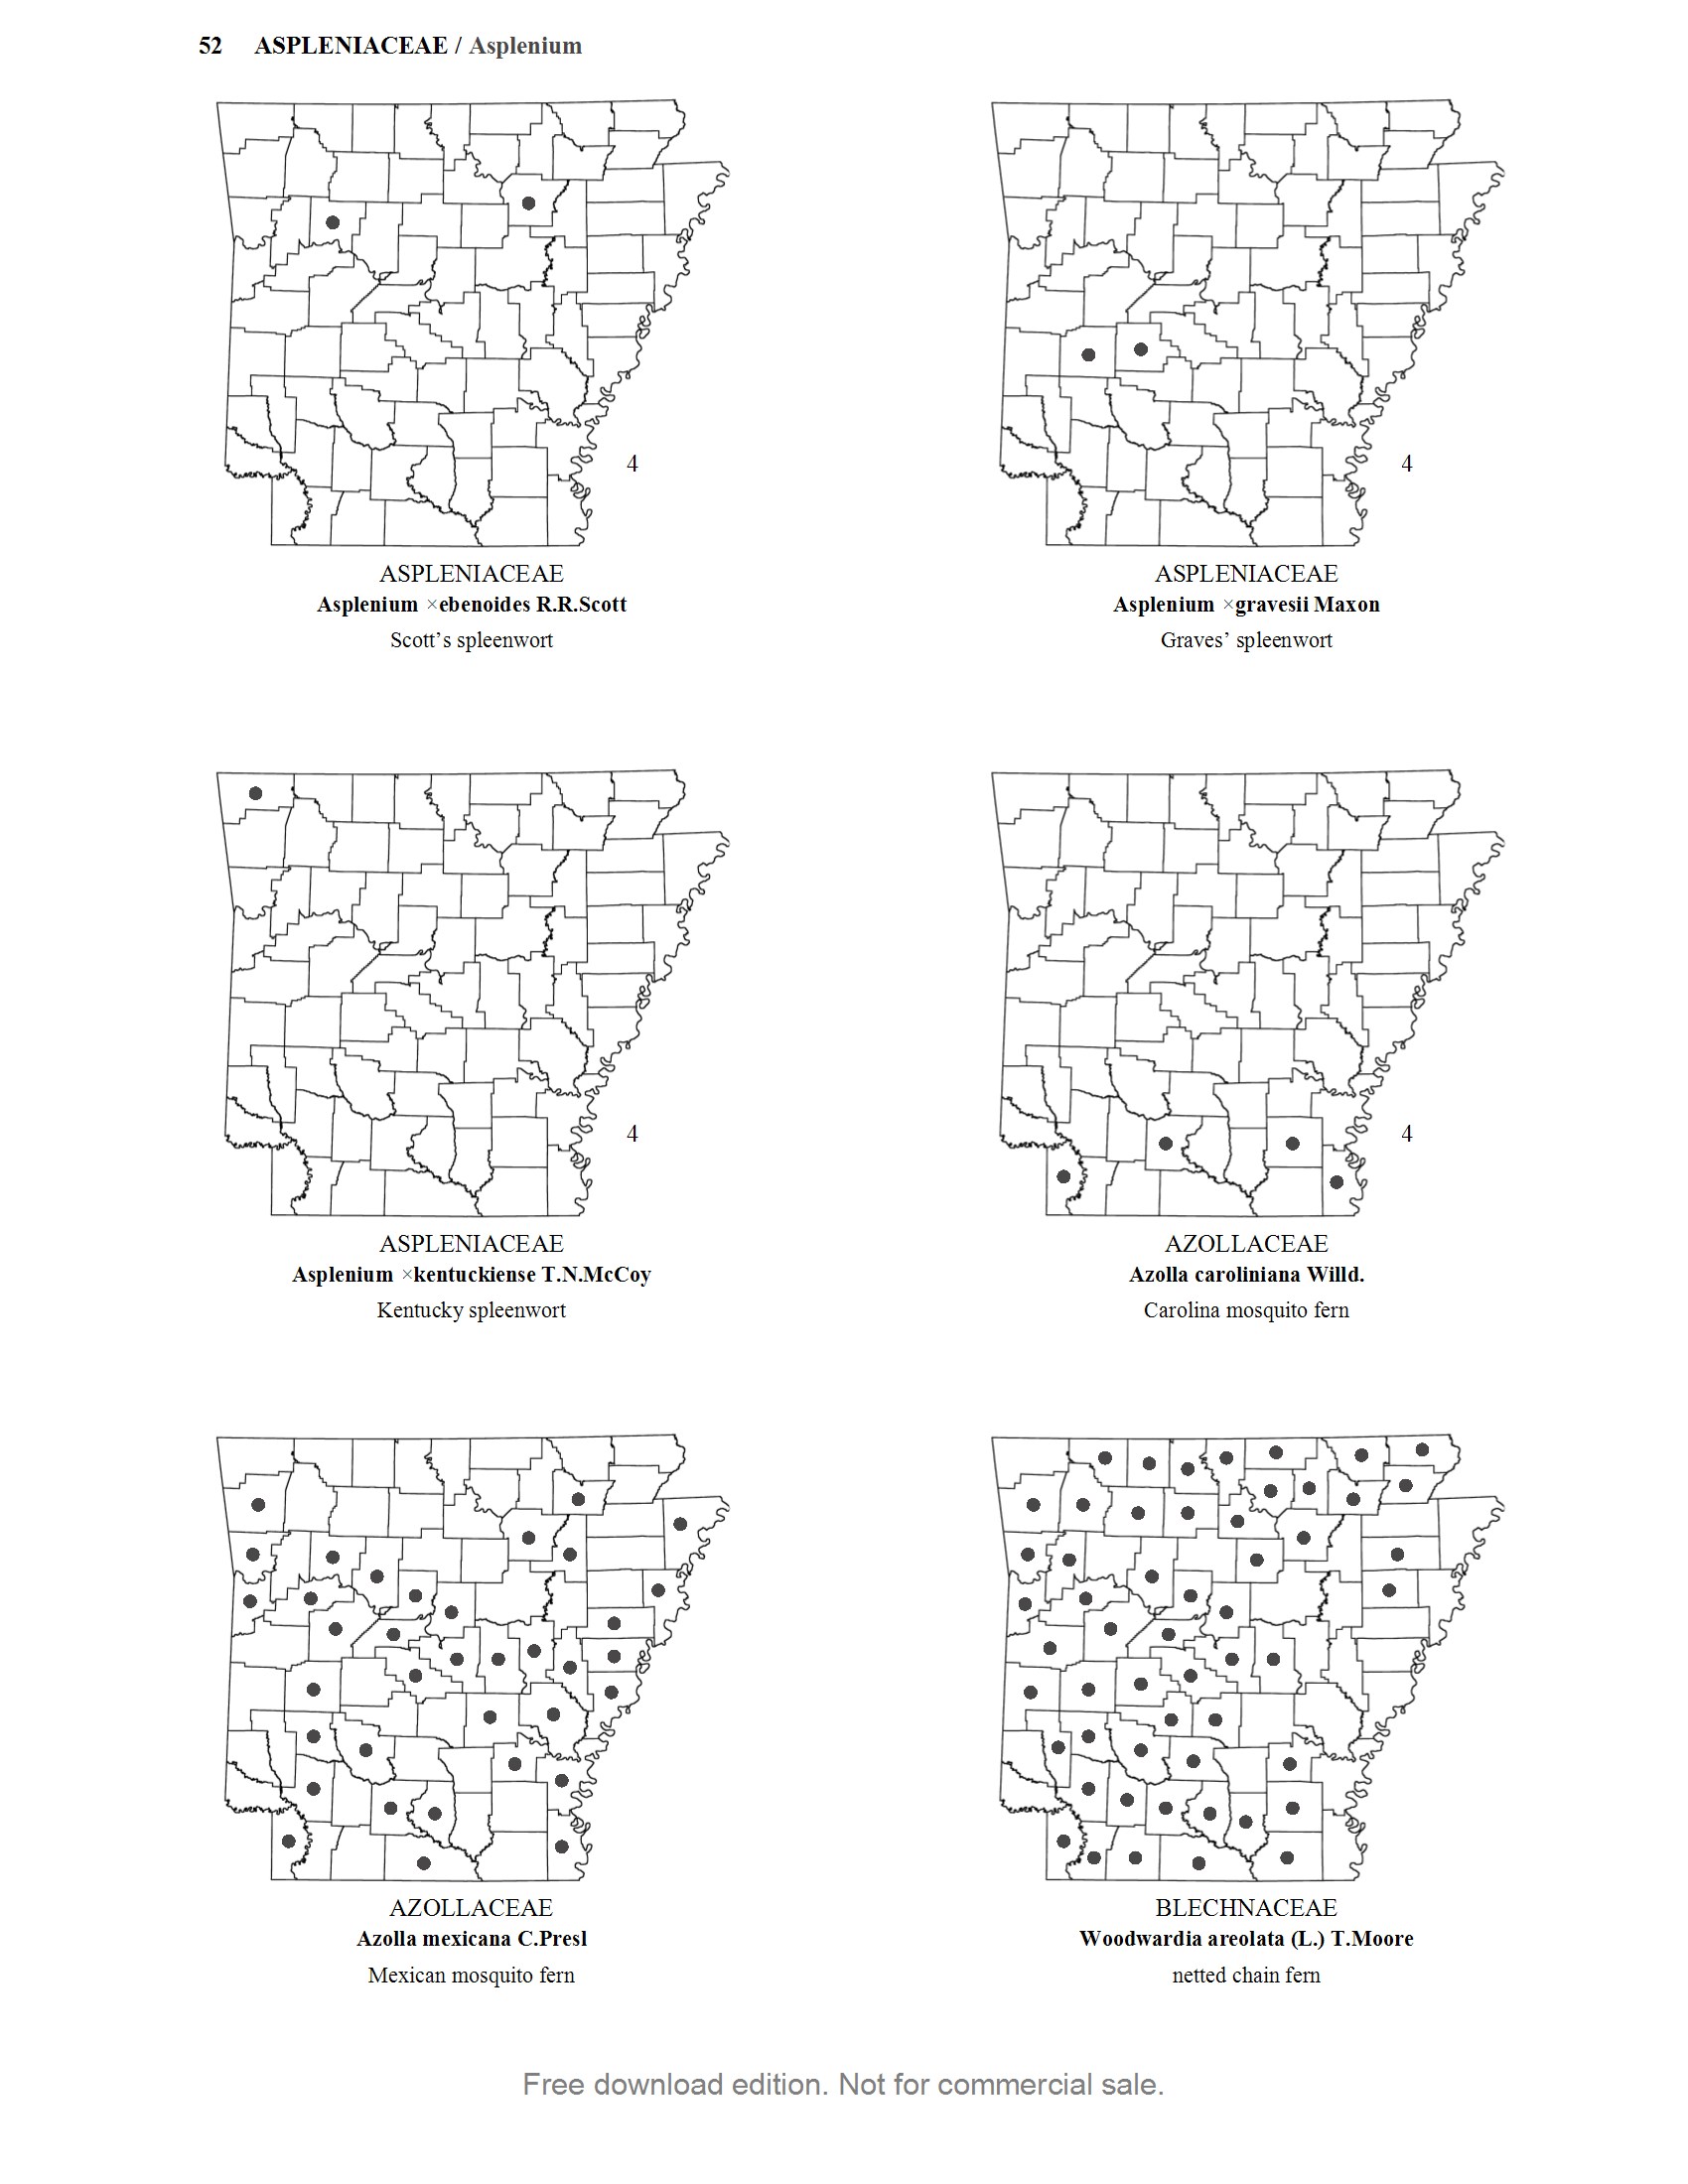 52 ASPLENIACEAE / Asplenium
4
ASPLENIACEAE
Asplenium ×ebenoides R.R.Scott
Scott’s spleenwort
4
ASPLENIACEAE
Asplenium ×gravesii Maxon
Graves’ spleenwort
4
ASPLENIACEAE
Asplenium ×kentuckiense T.N.McCoy
Kentucky spleenwort
4
AZOLLACEAE
Azolla caroliniana Willd.
Carolina mosquito fern
AZOLLACEAE
Azolla mexicana C.Presl
Mexican mosquito fern
BLECHNACEAE
Woodwardia areolata (L.) T.Moore
netted chain fern
Free download edition. Not for commercial sale.